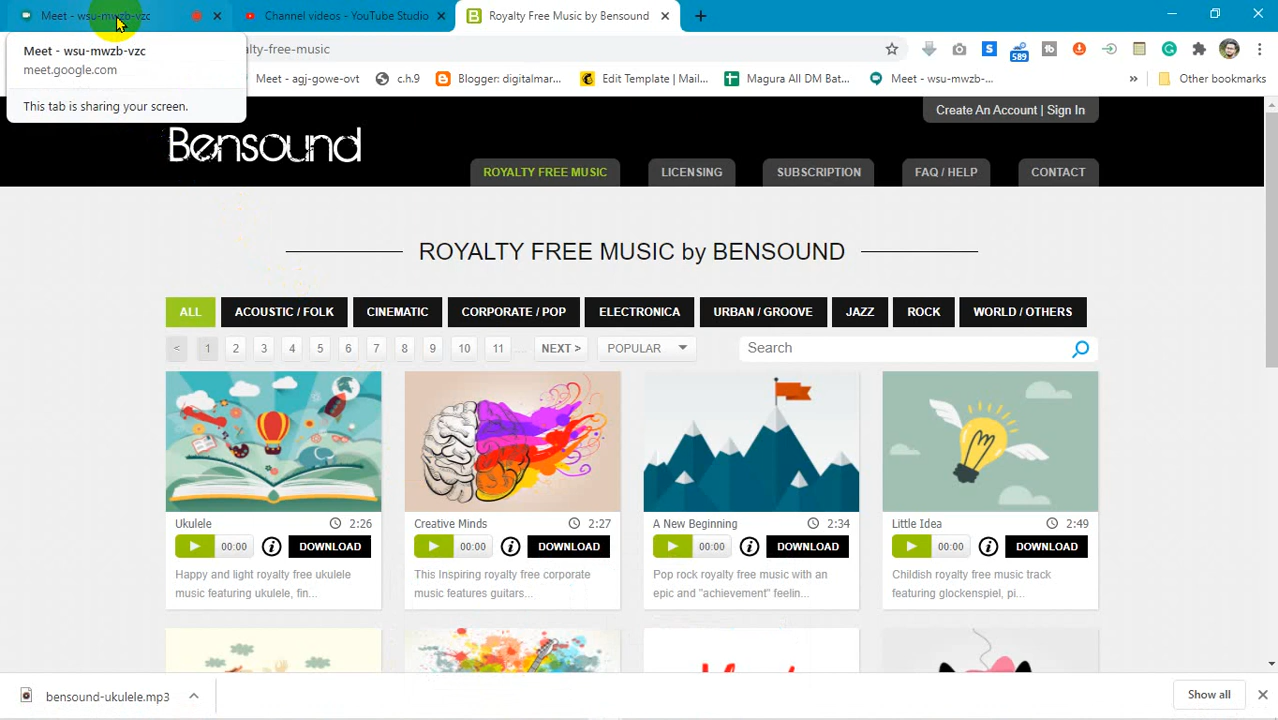 Meet - wsu-mwzb-vzc
Channel videos - YouTube Studio
Royalty Free Music by Bensound
Meet - wsu-mwzb-vzc
meet.google.com
This tab is sharing your screen.
alty-free-music
589
Meet - agj-gowe-ovt
c.h.9
Blogger: digitalmar...
Edit Template | Mail...
Magura All DM Bat...
Meet - wsu-mwzb-...
»
Other bookmarks
Create An Account | Sign In
Bensound
ROYALTY FREE MUSIC
LICENSING
SUBSCRIPTION
FAQ / HELP
CONTACT
ROYALTY FREE MUSIC by BENSOUND
ALL
ACOUSTIC / FOLK
CINEMATIC
CORPORATE / POP
ELECTRONICA
URBAN / GROOVE
JAZZ
ROCK
WORLD / OTHERS
< 1 2 3 4 5 6 7 8 9 10 11 ... NEXT >
POPULAR
Search
Ukulele 2:26
00:00 DOWNLOAD
Happy and light royalty free ukulele
music featuring ukulele, fin...
Creative Minds 2:27
00:00 DOWNLOAD
This Inspiring royalty free corporate
music features guitars...
A New Beginning 2:34
00:00 DOWNLOAD
Pop rock royalty free music with an
epic and "achievement" feelin...
Little Idea 2:49
00:00 DOWNLOAD
Childish royalty free music track
featuring glockenspiel, pi...
bensound-ukulele.mp3
Show all